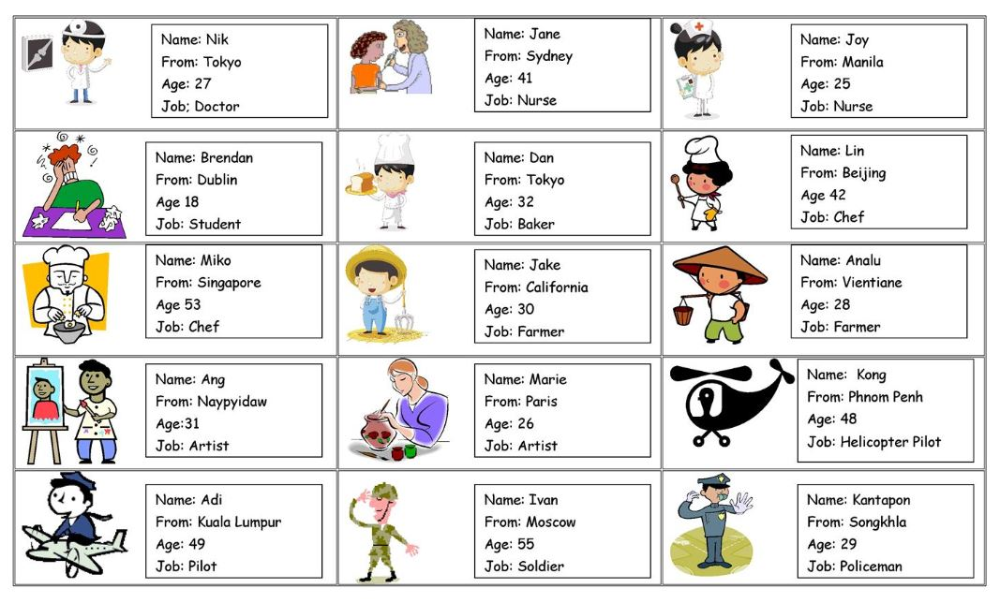 Name: Nik
From: Tokyo
Age: 27
Job; Doctor
Name: Jane
From: Sydney
Age: 41
Job: Nurse
Name: Joy
From: Manila
Age: 25
Job: Nurse
Name: Brendan
From: Dublin
Age 18
Job: Student
Name: Dan
From: Tokyo
Age: 32
Job: Baker
Name: Lin
From: Beijing
Age 42
Job: Chef
Name: Miko
From: Singapore
Age 53
Job: Chef
Name: Jake
From: California
Age: 30
Job: Farmer
Name: Analu
From: Vientiane
Age: 28
Job: Farmer
Name: Ang
From: Naypyidaw
Age:31
Job: Artist
Name: Marie
From: Paris
Age: 26
Job: Artist
Name: Kong
From: Phnom Penh
Age: 48
Job: Helicopter Pilot
Name: Adi
From: Kuala Lumpur
Age: 49
Job: Pilot
Name: Ivan
From: Moscow
Age: 55
Job: Soldier
Name: Kantapon
From: Songkhla
Age: 29
Job: Policeman